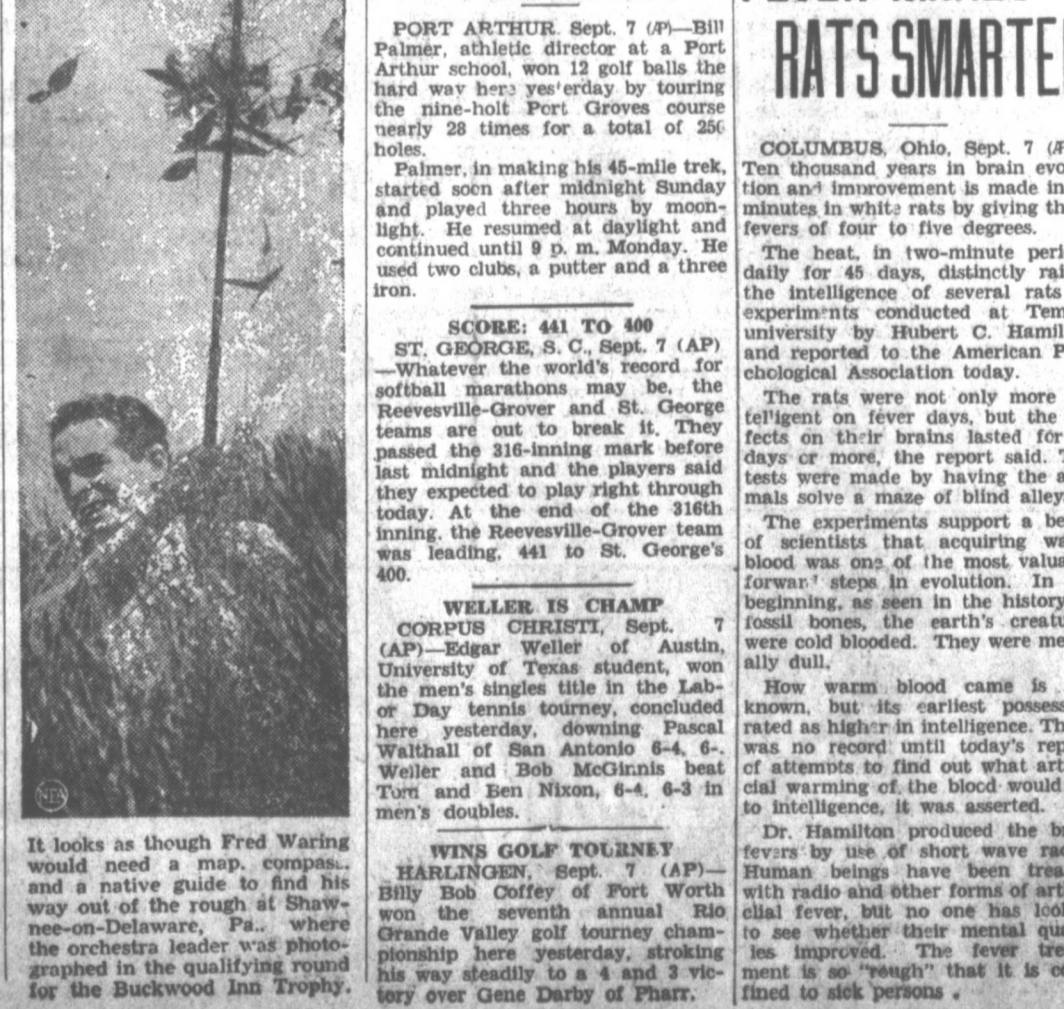 NEA
It looks as though Fred Waring
would need a map, compass,
and a native guide to find his
way out of the rough at Shaw-
nee-on-Delaware, Pa., where
the orchestra leader was photo-
graphed in the qualifying round
for the Buckwood Inn Trophy.
PORT ARTHUR. Sept. 7 (AP)—Bill
Palmer, athletic director at a Port
Arthur school, won 12 golf balls the
hard way here yes'erday by touring
the nine-holt Port Groves course
nearly 28 times for a total of 250
holes.
Palmer, in making his 45-mile trek,
started soon after midnight Sunday
and played three hours by moon-
light. He resumed at daylight and
continued until 9 p. m. Monday. He
used two clubs, a putter and a three
iron.
SCORE: 441 TO 400
ST. GEORGE, S. C., Sept. 7 (AP)
—Whatever the world's record for
softball marathons may be, the
Reevesville-Grover and St. George
teams are out to break it. They
passed the 316-inning mark before
last midnight and the players said
they expected to play right through
today. At the end of the 316th
inning, the Reevesville-Grover team
was leading, 441 to St. George's
400.
WELLER IS CHAMP
CORPUS CHRISTI, Sept. 7
(AP)—Edgar Weller of Austin,
University of Texas student, won
the men's singles title in the Lab-
or Day tennis tourney, concluded
here yesterday, downing Pascal
Walthall of San Antonio 6-4, 6-.
Weller and Bob McGinnis beat
Tom and Ben Nixon, 6-4, 6-3 in
men's doubles.
WINS GOLF TOURNEY
HARLINGEN, Sept. 7 (AP)—
Billy Bob Coffey of Fort Worth
won the seventh annual Rio
Grande Valley golf tourney cham-
pionship here yesterday, stroking
his way steadily to a 4 and 3 vic-
tory over Gene Darby of Pharr.
RATS SMARTE
COLUMBUS, Ohio, Sept. 7 (AP
Ten thousand years in brain evo
tion and improvement is made in
minutes in white rats by giving th
fevers of four to five degrees.
The heat, in two-minute peri
daily for 45 days, distinctly rai
the intelligence of several rats
experiments conducted at Tem
university by Hubert C. Hamil
and reported to the American P
chological Association today.
The rats were not only more
tel'igent on fever days, but the
fects on their brains lasted for
days or more, the report said. T
tests were made by having the a
mals solve a maze of blind alley
The experiments support a be
of scientists that acquiring wa
blood was one of the most valua
forward steps in evolution. In
beginning, as seen in the history
fossil bones, the earth's creatu
were cold blooded. They were me
ally dull.
How warm blood came is
known, but its earliest possess
rated as higher in intelligence. Th
was no record until today's rep
of attempts to find out what art
cial warming of the blood would
to intelligence, it was asserted.
Dr. Hamilton produced the b
fevers by use of short wave rad
Human beings have been trea
with radio and other forms of art
cial fever, but no one has loo
to see whether their mental qua
ies improved. The fever tre
ment is so "rough" that it is co
fined to sick persons.